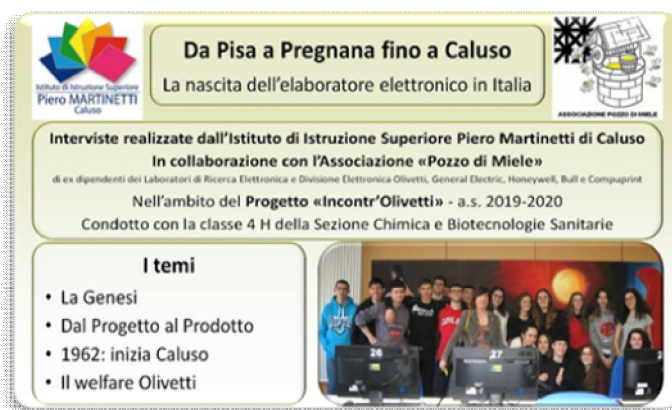 Istituto di Istruzione Superiore
Piero MARTINETTI
Caluso
Da Pisa a Pregnana fino a Caluso
La nascita dell'elaboratore elettronico in Italia
ASSOCIAZIONE POZZO DI MIELE
Interviste realizzate dall'Istituto di Istruzione Superiore Piero Martinetti di Caluso
In collaborazione con l'Associazione «Pozzo di Miele»
di ex dipendenti dei Laboratori di Ricerca Elettronica e Divisione Elettronica Olivetti, General Electric, Honeywell, Bull e Compuprint
Nell'ambito del Progetto «Incontr'Olivetti» - a.s. 2019-2020
Condotto con la classe 4 H della Sezione Chimica e Biotecnologie Sanitarie
I temi
• La Genesi
• Dal Progetto al Prodotto
• 1962: inizia Caluso
• Il welfare Olivetti
26
27